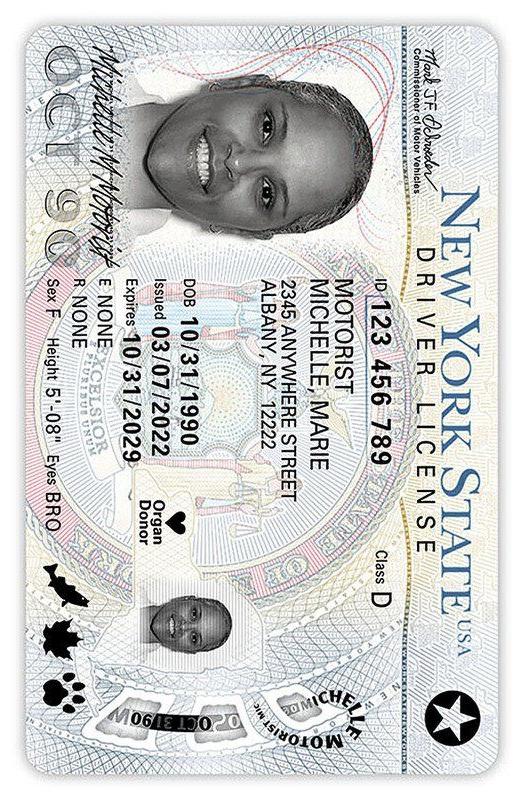 NEW YORK STATE USA
DRIVER LICENSE
Mark J.F. Schroeder
Commissioner of Motor Vehicles
ID 123 456 789
Class D
MOTORIST
MICHELLE, MARIE
2345 ANYWHERE STREET
ALBANY, NY 12222
DOB 10/31/1990
Issued 03/07/2022
Expires 10/31/2029
E NONE
R NONE
Sex F Height 5'-08" Eyes BRO
Organ
Donor
Michelle M Motorist
OCT 90
EXCELSIOR
MICHELLE
MOTORIST MIC
OCT 31 90